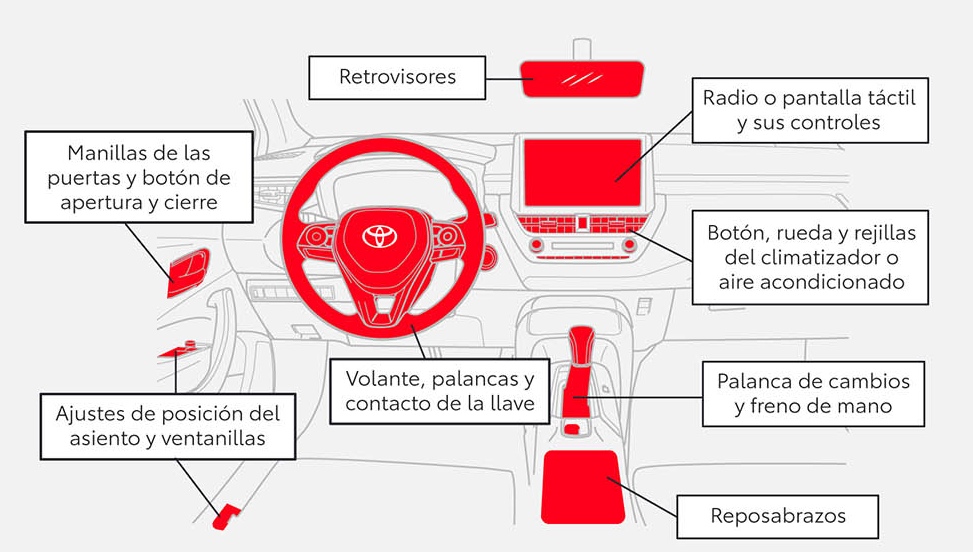 Retrovisores
Radio o pantalla táctil
y sus controles
Manillas de las
puertas y botón de
apertura y cierre
Botón, rueda y rejillas
del climatizador o
aire acondicionado
Volante, palancas y
contacto de la llave
Palanca de cambios
y freno de mano
Ajustes de posición del
asiento y ventanillas
Reposabrazos